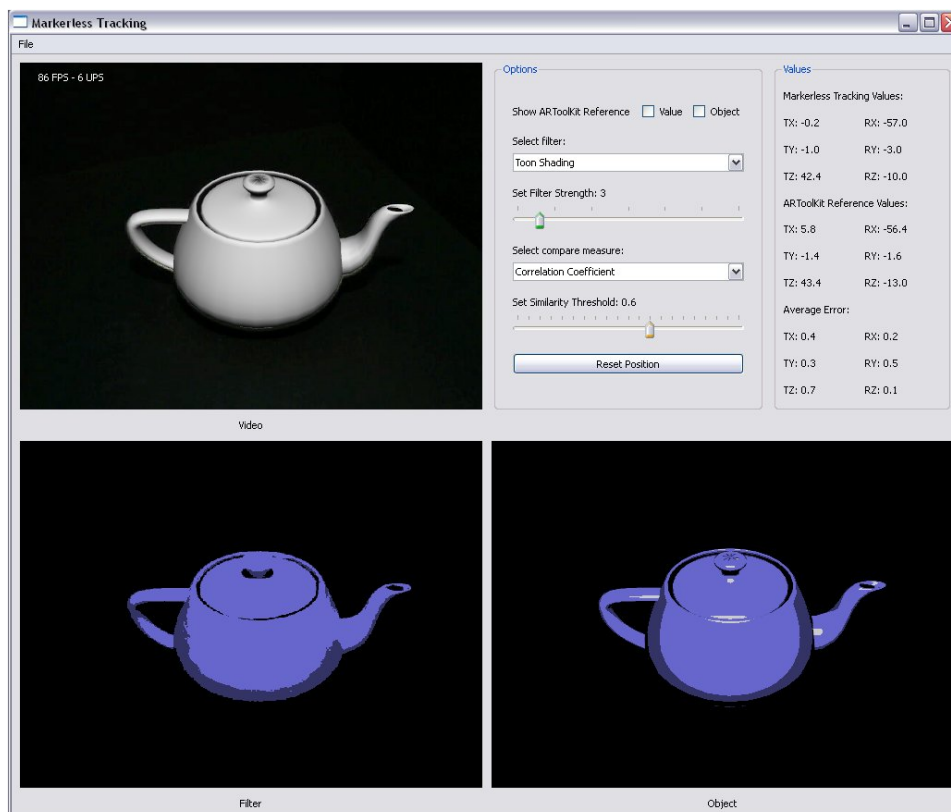 Markerless Tracking
File
86 FPS - 6 UPS
Video
Options
Show ARToolKit Reference Value Object
Select filter:
Toon Shading
Set Filter Strength: 3
Select compare measure:
Correlation Coefficient
Set Similarity Threshold: 0.6
Reset Position
Values
Markerless Tracking Values:
TX: -0.2 RX: -57.0
TY: -1.0 RY: -3.0
TZ: 42.4 RZ: -10.0
ARToolKit Reference Values:
TX: 5.8 RX: -56.4
TY: -1.4 RY: -1.6
TZ: 43.4 RZ: -13.0
Average Error:
TX: 0.4 RX: 0.2
TY: 0.3 RY: 0.5
TZ: 0.7 RZ: 0.1
Filter
Object